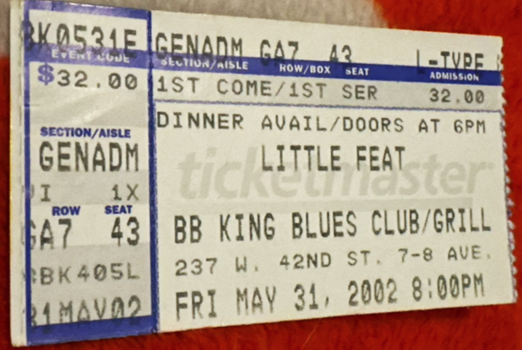 BK0531E
EVENT CODE
$32.00
SECTION/AISLE
GENADM
1X
ROW SEAT
GA7 43
BK405L
31MAY02
GENADM GA7 43 L-TYPE
SECTION/AISLE ROW/BOX SEAT ADMISSION
1ST COME/1ST SER 32.00
DINNER AVAIL/DOORS AT 6PM
LITTLE FEAT
ticketmaster
BB KING BLUES CLUB/GRILL
237 W. 42ND ST. 7-8 AVE.
FRI MAY 31, 2002 8:00PM